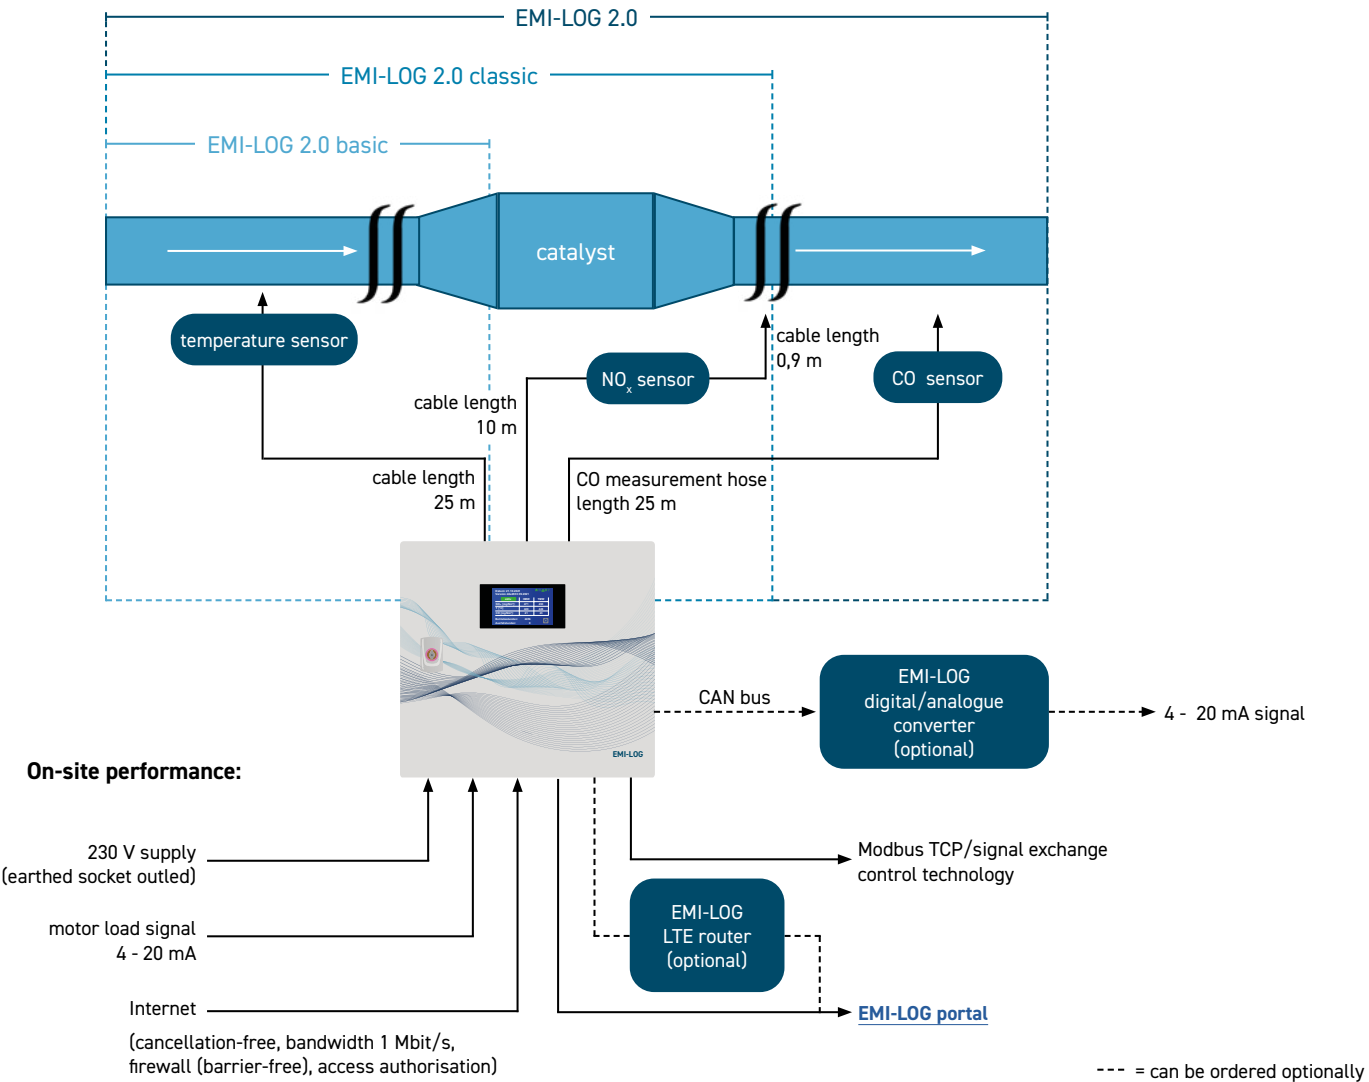 EMI-LOG 2.0
EMI-LOG 2.0 classic
EMI-LOG 2.0 basic
catalyst
temperature sensor
cable length
0,9 m
NOx sensor
CO sensor
cable length
10 m
cable length
25 m
CO measurement hose
length 25 m
CAN bus
EMI-LOG
digital/analogue
converter
(optional)
4 - 20 mA signal
EMI-LOG
On-site performance:
230 V supply
(earthed socket outled)
Modbus TCP/signal exchange
control technology
motor load signal
4 - 20 mA
EMI-LOG
LTE router
(optional)
Internet
(cancellation-free, bandwidth 1 Mbit/s,
firewall (barrier-free), access authorisation)
EMI-LOG portal
--- = can be ordered optionally